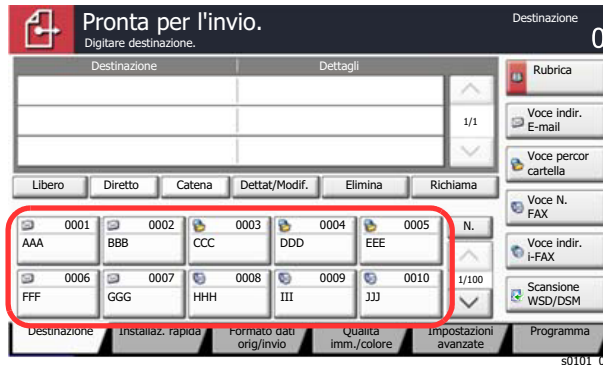 Pronta per l'invio.
Digitare destinazione.
Destinazione
0
Destinazione Dettagli
1/1
Libero Diretto Catena Dettat/Modif. Elimina Richiama
0001 0002 0003 0004 0005
AAA BBB CCC DDD EEE
0006 0007 0008 0009 0010
FFF GGG HHH III JJJ
N.
1/100
Rubrica
Voce indir.
E-mail
Voce percor
cartella
Voce N.
FAX
Voce indir.
i-FAX
Scansione
WSD/DSM
Destinazione
Installaz. rapida
Formato dati
orig/invio
Qualità
imm./colore
Impostazioni
avanzate
Programma